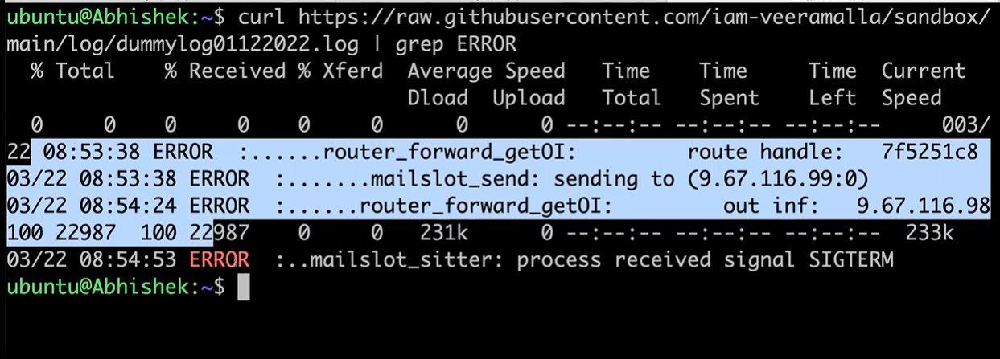 ubuntu@Abhishek:~$ curl https://raw.githubusercontent.com/iam-veeramalla/sandbox/
main/log/dummylog01122022.log | grep ERROR
% Total % Received % Xferd Average Speed Time Time Time Current
Dload Upload Total Spent Left Speed
0 0 0 0 0 0 0 0 --:--:-- --:--:-- --:--:-- 003/
22 08:53:38 ERROR :......router_forward_getOI: route handle: 7f5251c8
03/22 08:53:38 ERROR :.......mailslot_send: sending to (9.67.116.99:0)
03/22 08:54:24 ERROR :......router_forward_getOI: out inf: 9.67.116.98
100 22987 100 22987 0 0 231k 0 --:--:-- --:--:-- --:--:-- 233k
03/22 08:54:53 ERROR :..mailslot_sitter: process received signal SIGTERM
ubuntu@Abhishek:~$